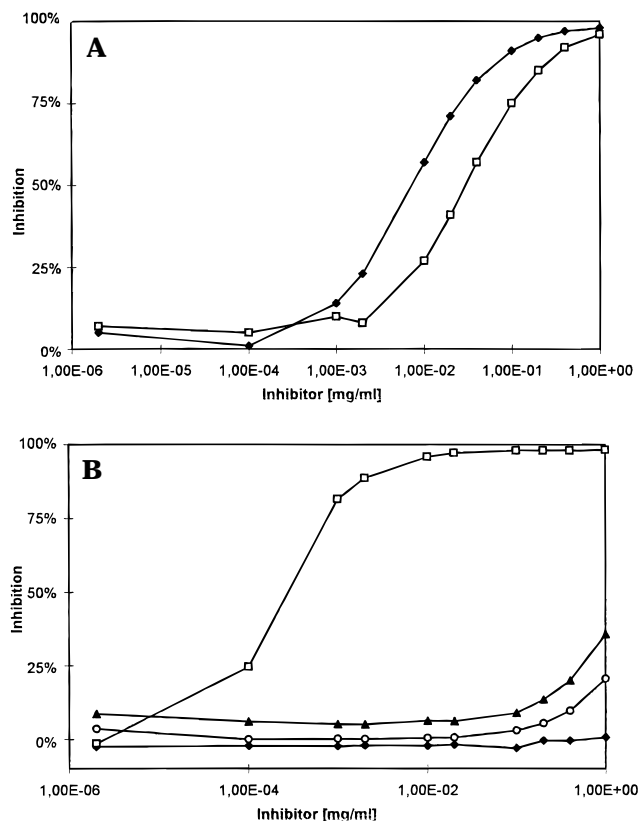 100%
A
75%
50%
25%
0%
Inhibition
1,00E-06 1,00E-05 1,00E-04 1,00E-03 1,00E-02 1,00E-01 1,00E+00
Inhibitor [mg/ml]
100%
B
75%
50%
25%
0%
Inhibition
1,00E-06 1,00E-04 1,00E-02 1,00E+00
Inhibitor [mg/ml]